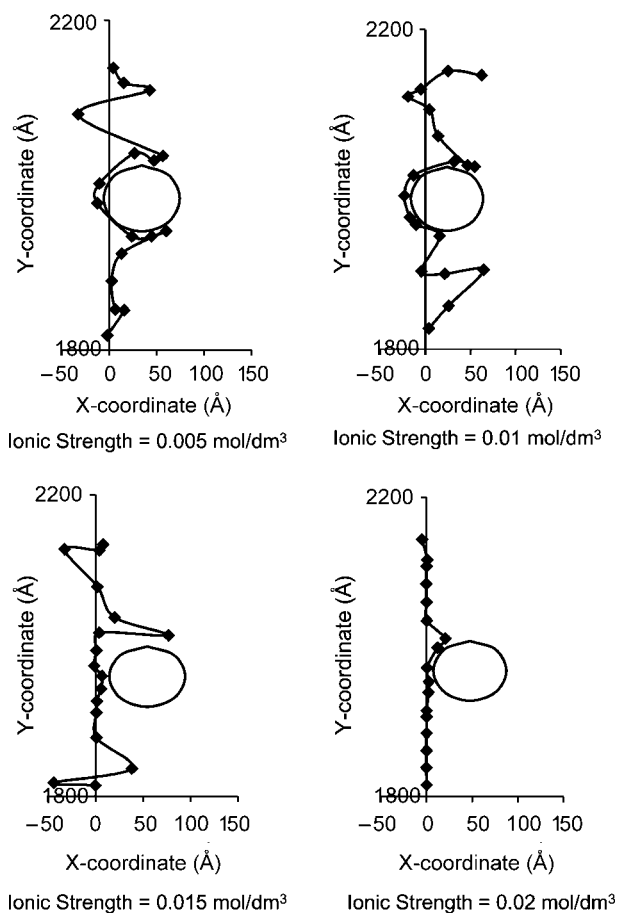 2200
Y-coordinate (Å)
1800
–50 0 50 100 150
X-coordinate (Å)
Ionic Strength = 0.005 mol/dm³
2200
Y-coordinate (Å)
1800
–50 0 50 100 150
X-coordinate (Å)
Ionic Strength = 0.01 mol/dm³
2200
Y-coordinate (Å)
1800
–50 0 50 100 150
X-coordinate (Å)
Ionic Strength = 0.015 mol/dm³
2200
Y-coordinate (Å)
1800
–50 0 50 100 150
X-coordinate (Å)
Ionic Strength = 0.02 mol/dm³